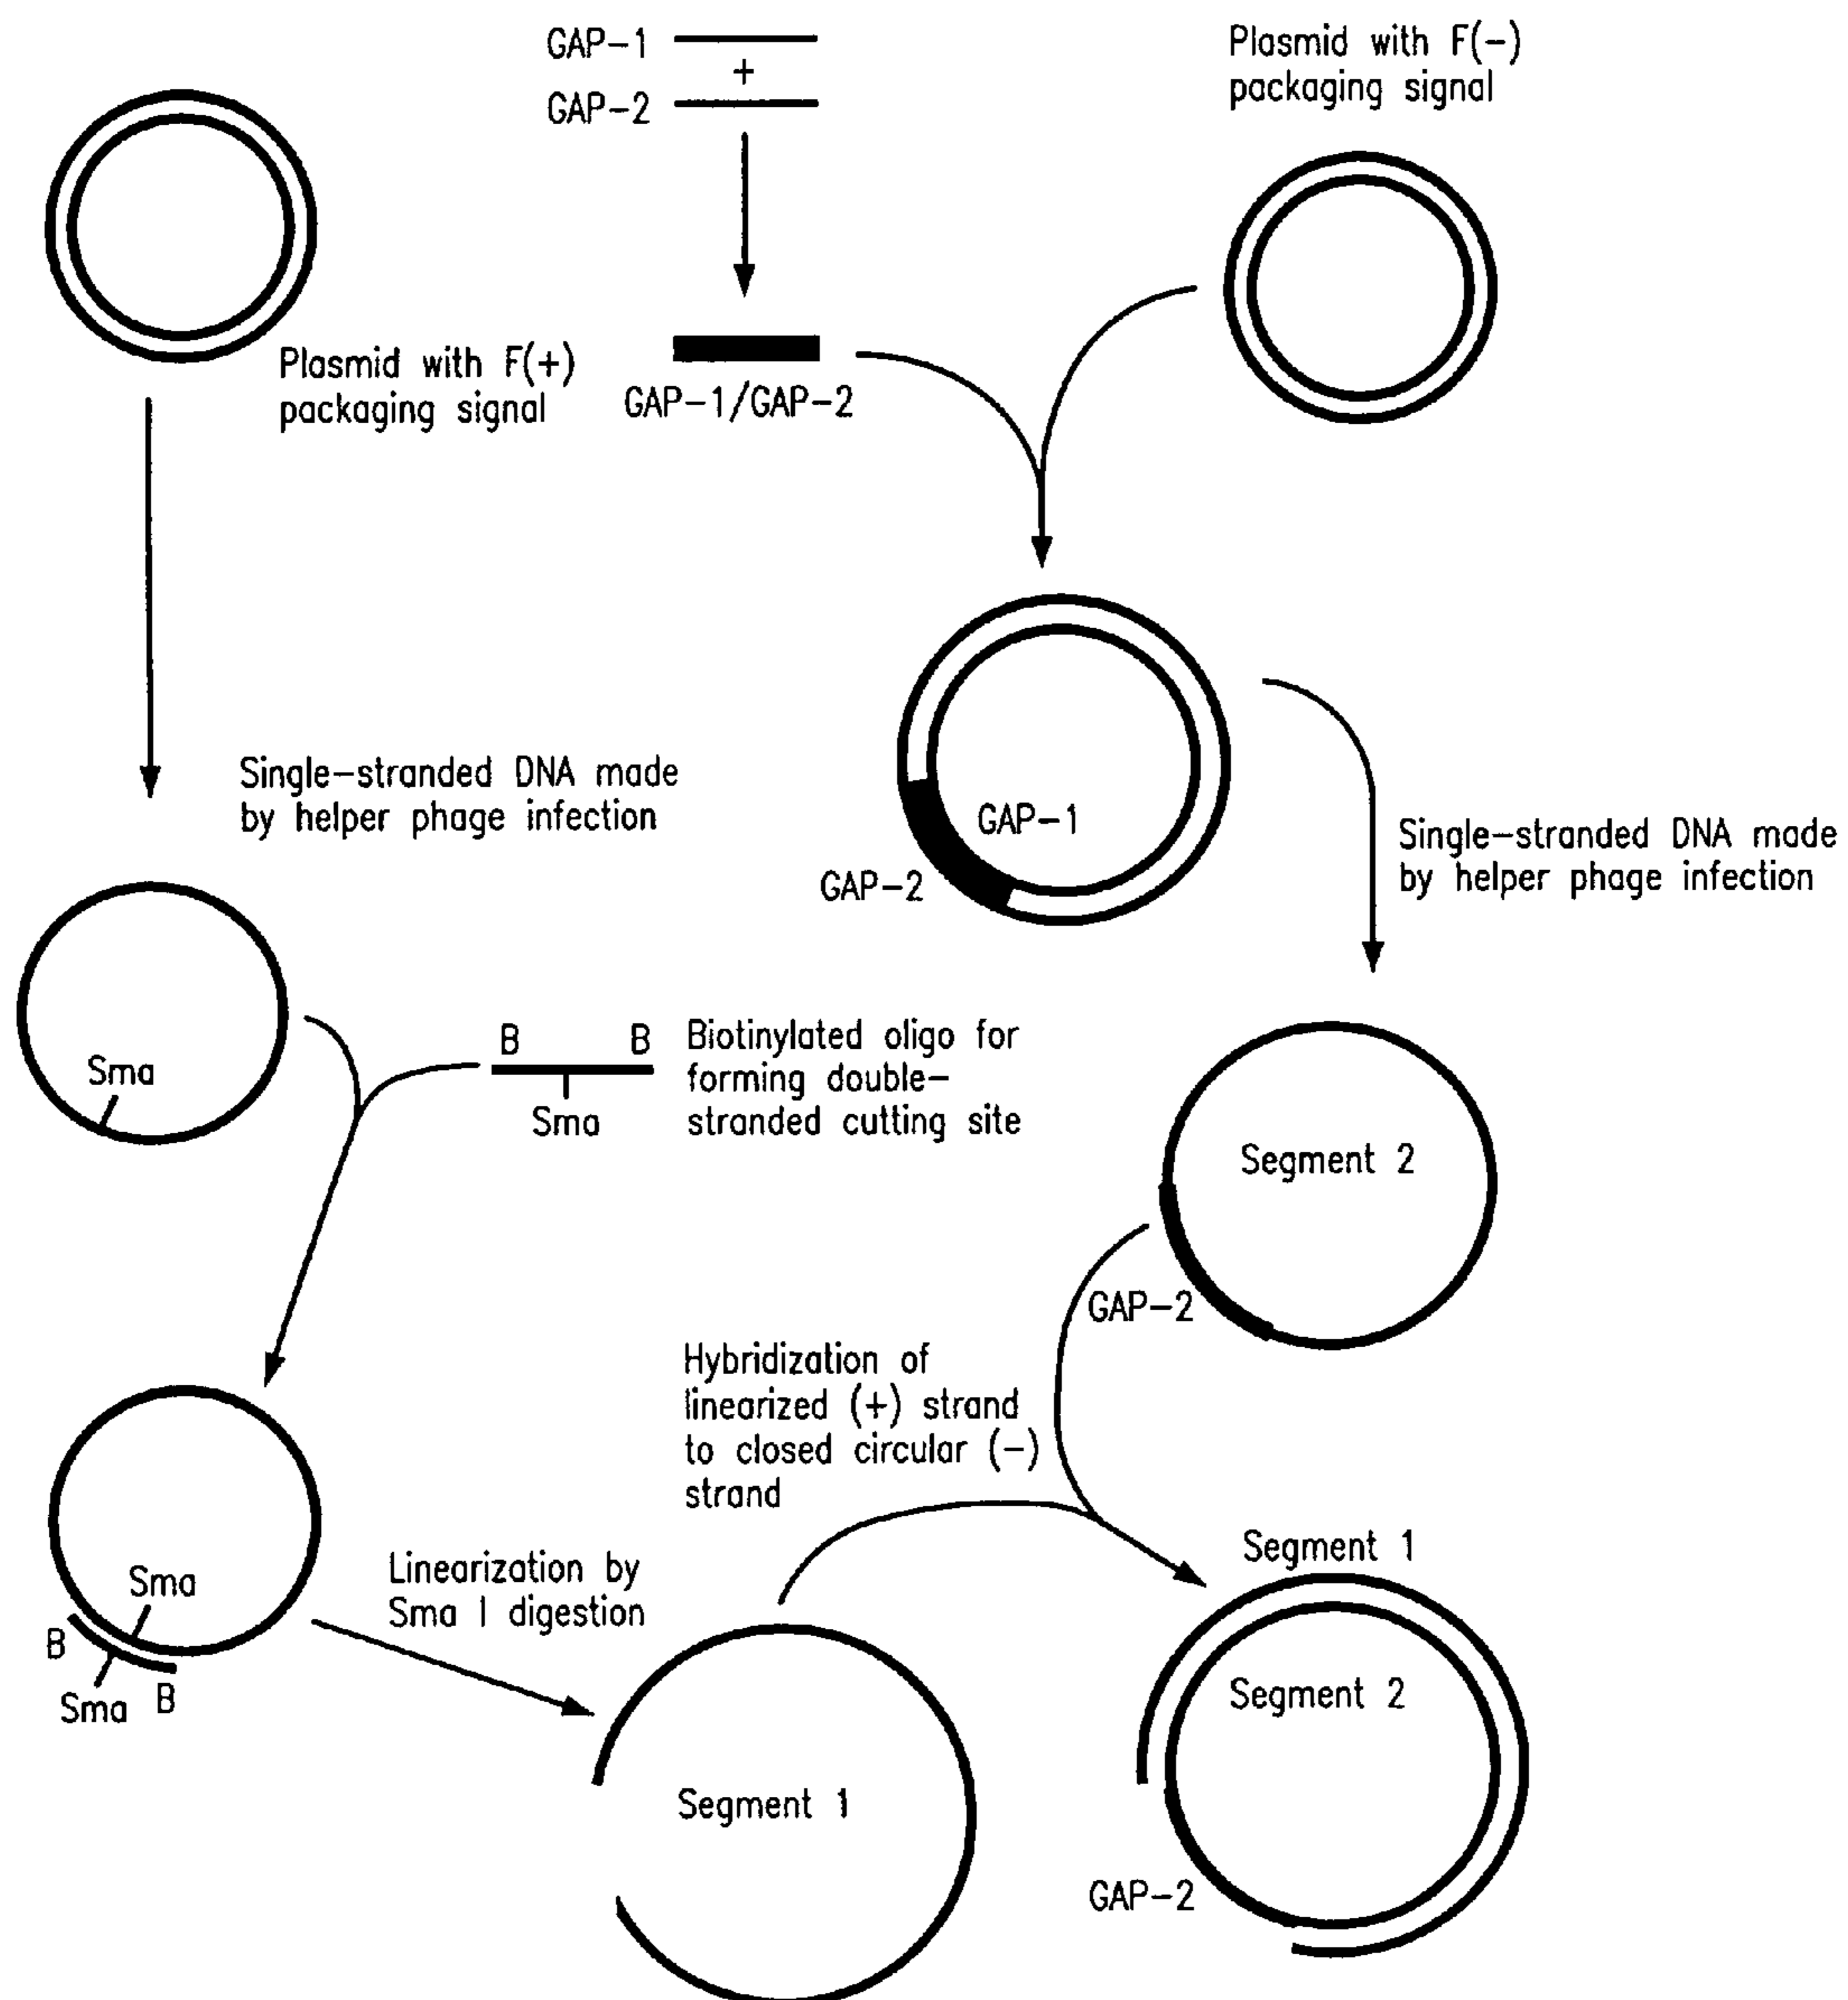 GAP-1
+
GAP-2
Plasmid with F(-)
packaging signal
Plasmid with F(+)
packaging signal
GAP-1/GAP-2
Single-stranded DNA made
by helper phage infection
GAP-1
GAP-2
Single-stranded DNA made
by helper phage infection
Sma
B B
Sma
Biotinylated oligo for
forming double-
stranded cutting site
Segment 2
GAP-2
Hybridization of
linearized (+) strand
to closed circular (-)
strand
Sma
B
Sma
B
Linearization by
Sma I digestion
Segment 1
Segment 1
Segment 2
GAP-2